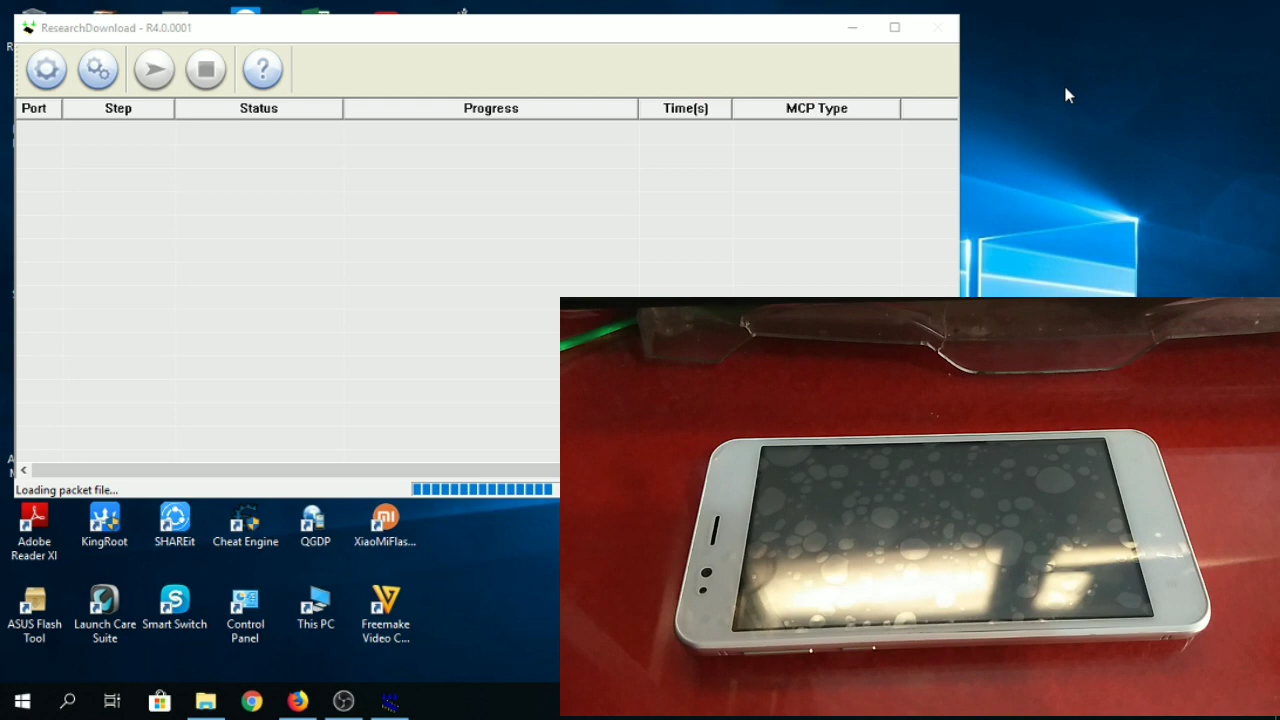 ResearchDownload - R4.0.0001
Port Step Status Progress Time(s) MCP Type
Loading packet file...
Adobe Reader XI
KingRoot
SHAREit
Cheat Engine
QGDP
XiaoMiFlas...
ASUS Flash Tool
Launch Care Suite
Smart Switch
Control Panel
This PC
Freemake Video C...